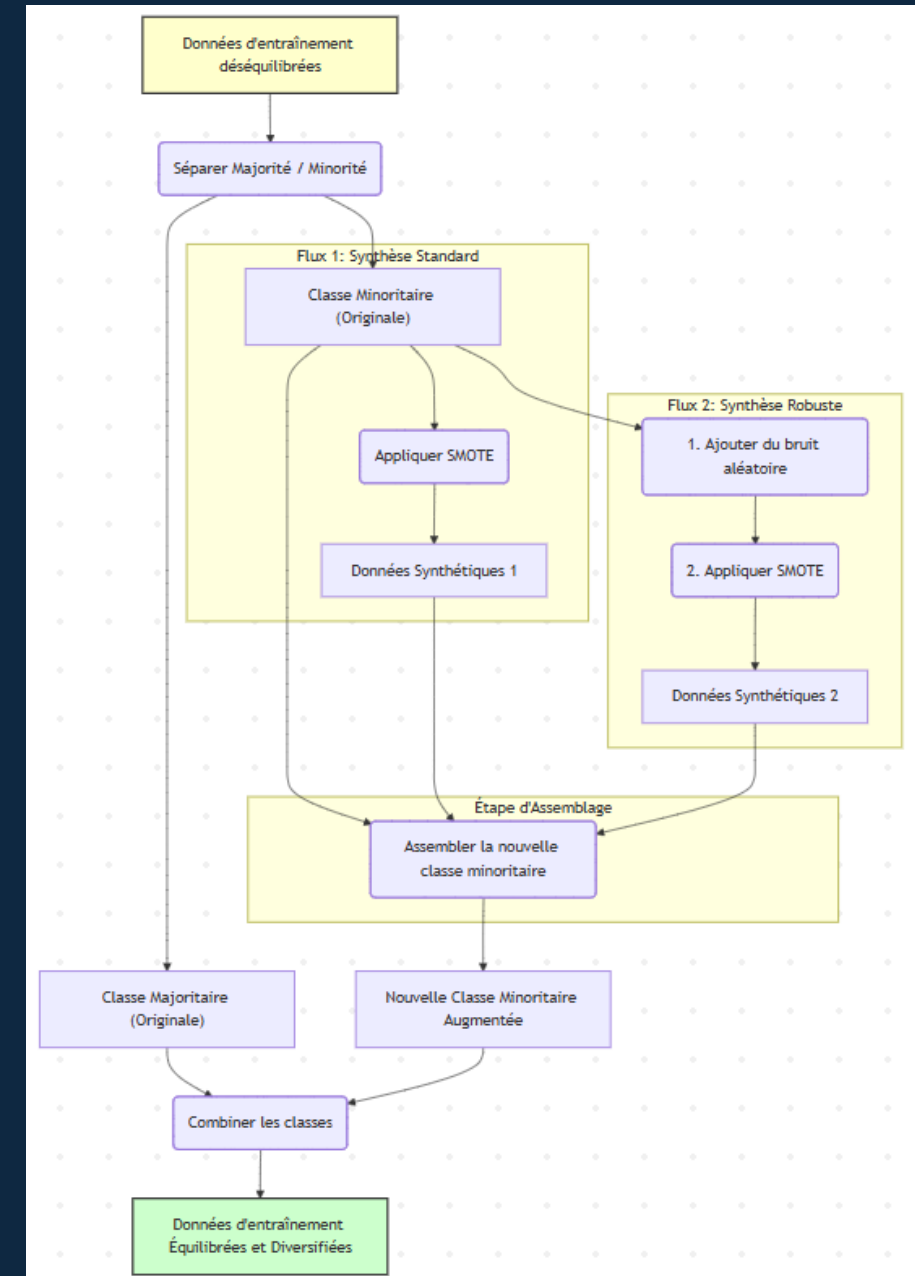 Données d'entraînement
déséquilibrées
Séparer Majorité / Minorité
Flux 1: Synthèse Standard
Classe Minoritaire
(Originale)
Appliquer SMOTE
Données Synthétiques 1
Flux 2: Synthèse Robuste
1. Ajouter du bruit
aléatoire
2. Appliquer SMOTE
Données Synthétiques 2
Étape d'Assemblage
Assembler la nouvelle
classe minoritaire
Classe Majoritaire
(Originale)
Nouvelle Classe Minoritaire
Augmentée
Combiner les classes
Données d'entraînement
Équilibrées et Diversifiées